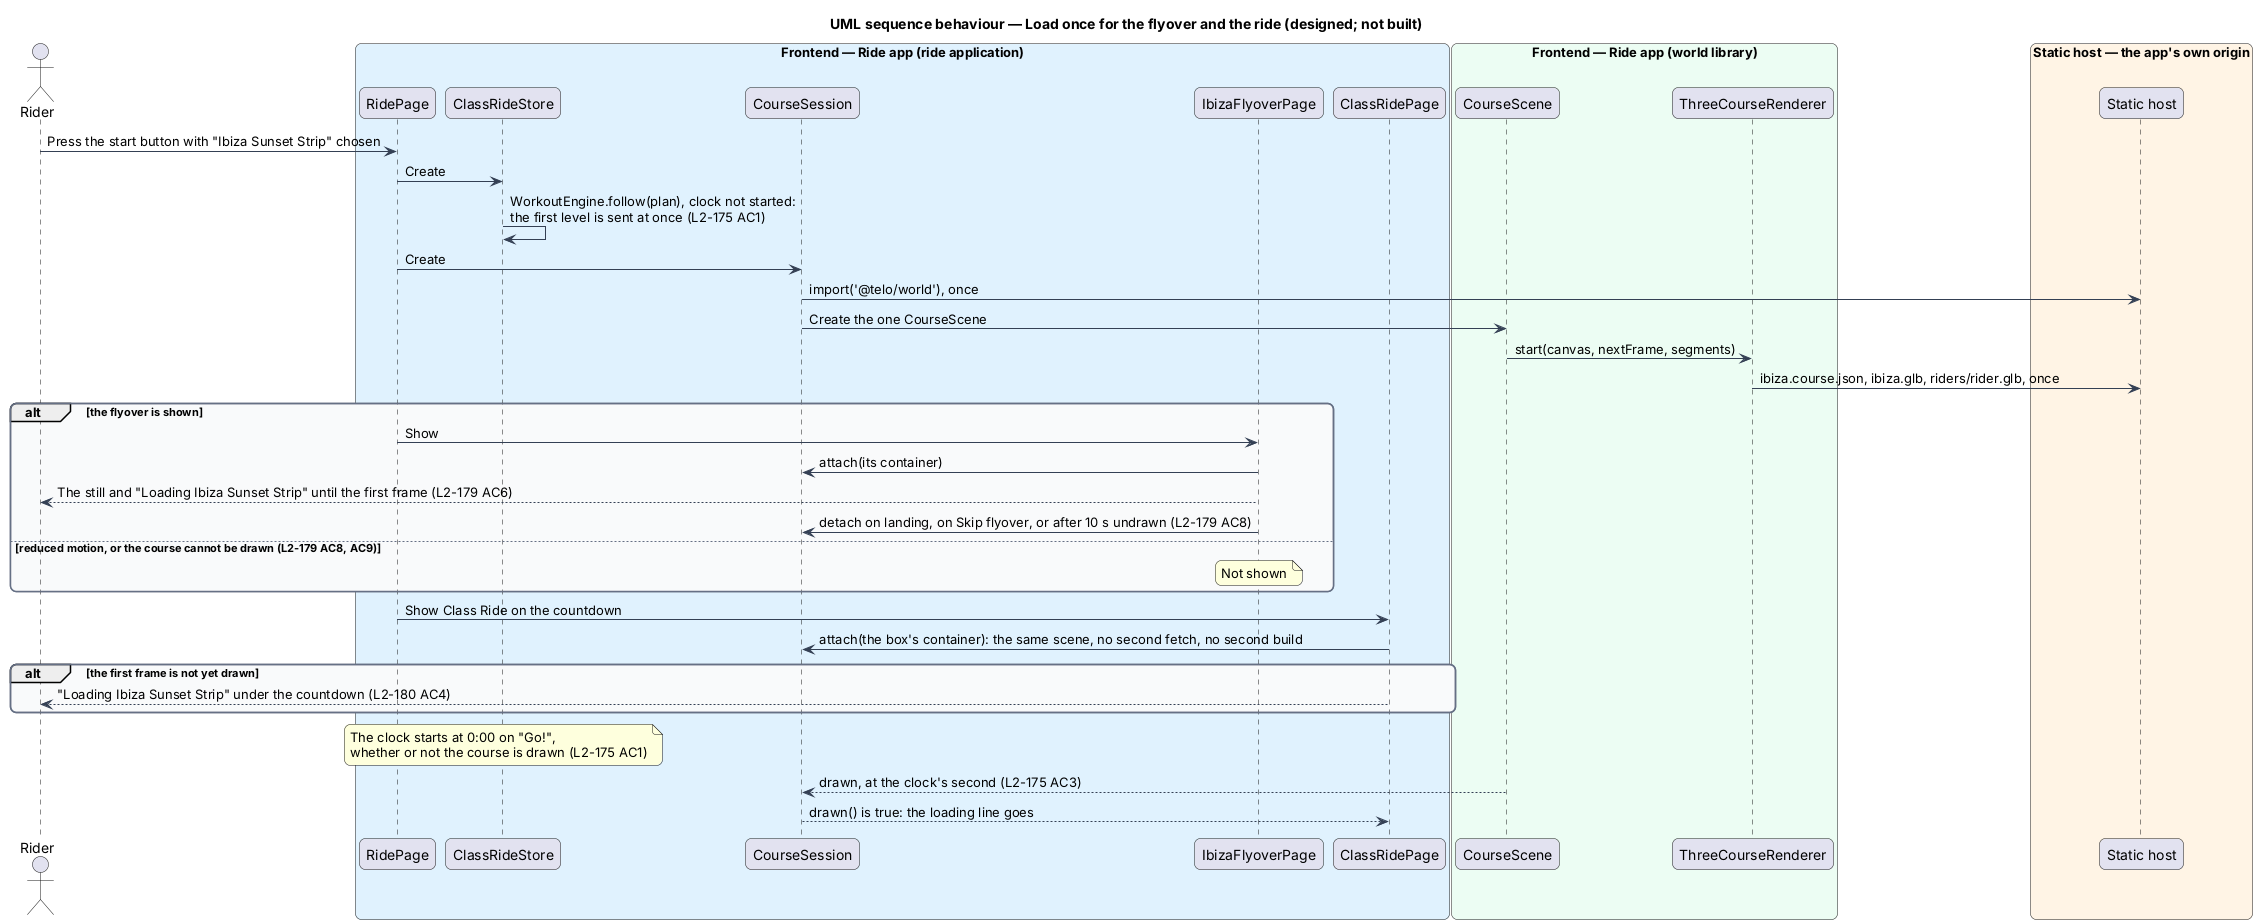 UML sequence behaviour — Load once for the flyover and the ride (designed; not built)
Frontend — Ride app (ride application)
Frontend — Ride app (world library)
Static host — the app's own origin
Rider
RidePage
ClassRideStore
CourseSession
IbizaFlyoverPage
ClassRidePage
CourseScene
ThreeCourseRenderer
Static host
Press the start button with "Ibiza Sunset Strip" chosen
Create
WorkoutEngine.follow(plan), clock not started:
the first level is sent at once (L2-175 AC1)
Create
import('@telo/world'), once
Create the one CourseScene
start(canvas, nextFrame, segments)
ibiza.course.json, ibiza.glb, riders/rider.glb, once
alt
[the flyover is shown]
Show
attach(its container)
The still and "Loading Ibiza Sunset Strip" until the first frame (L2-179 AC6)
detach on landing, on Skip flyover, or after 10 s undrawn (L2-179 AC8)
[reduced motion, or the course cannot be drawn (L2-179 AC8, AC9)]
Not shown
Show Class Ride on the countdown
attach(the box's container): the same scene, no second fetch, no second build
alt
[the first frame is not yet drawn]
"Loading Ibiza Sunset Strip" under the countdown (L2-180 AC4)
The clock starts at 0:00 on "Go!",
whether or not the course is drawn (L2-175 AC1)
drawn, at the clock's second (L2-175 AC3)
drawn() is true: the loading line goes
Rider
RidePage
ClassRideStore
CourseSession
IbizaFlyoverPage
ClassRidePage
CourseScene
ThreeCourseRenderer
Static host